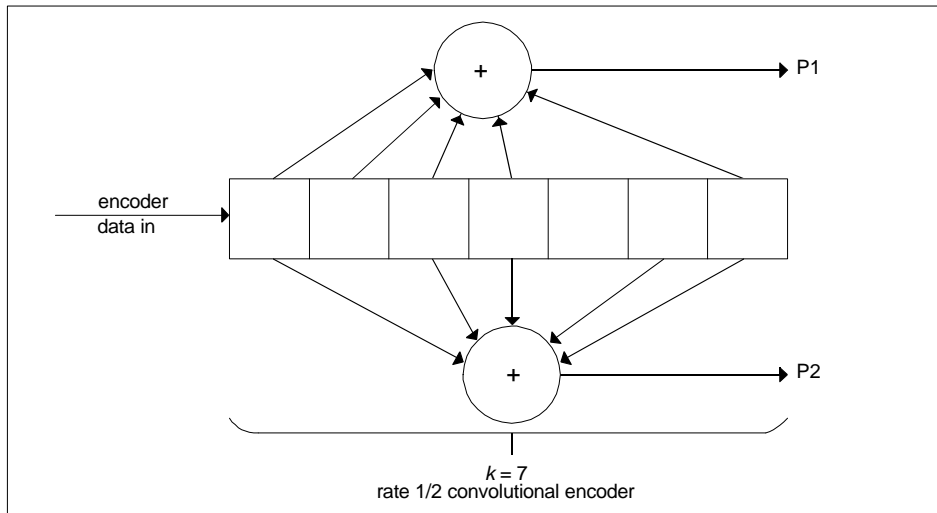 +
P1
encoder
data in
+
P2
k = 7
rate 1/2 convolutional encoder